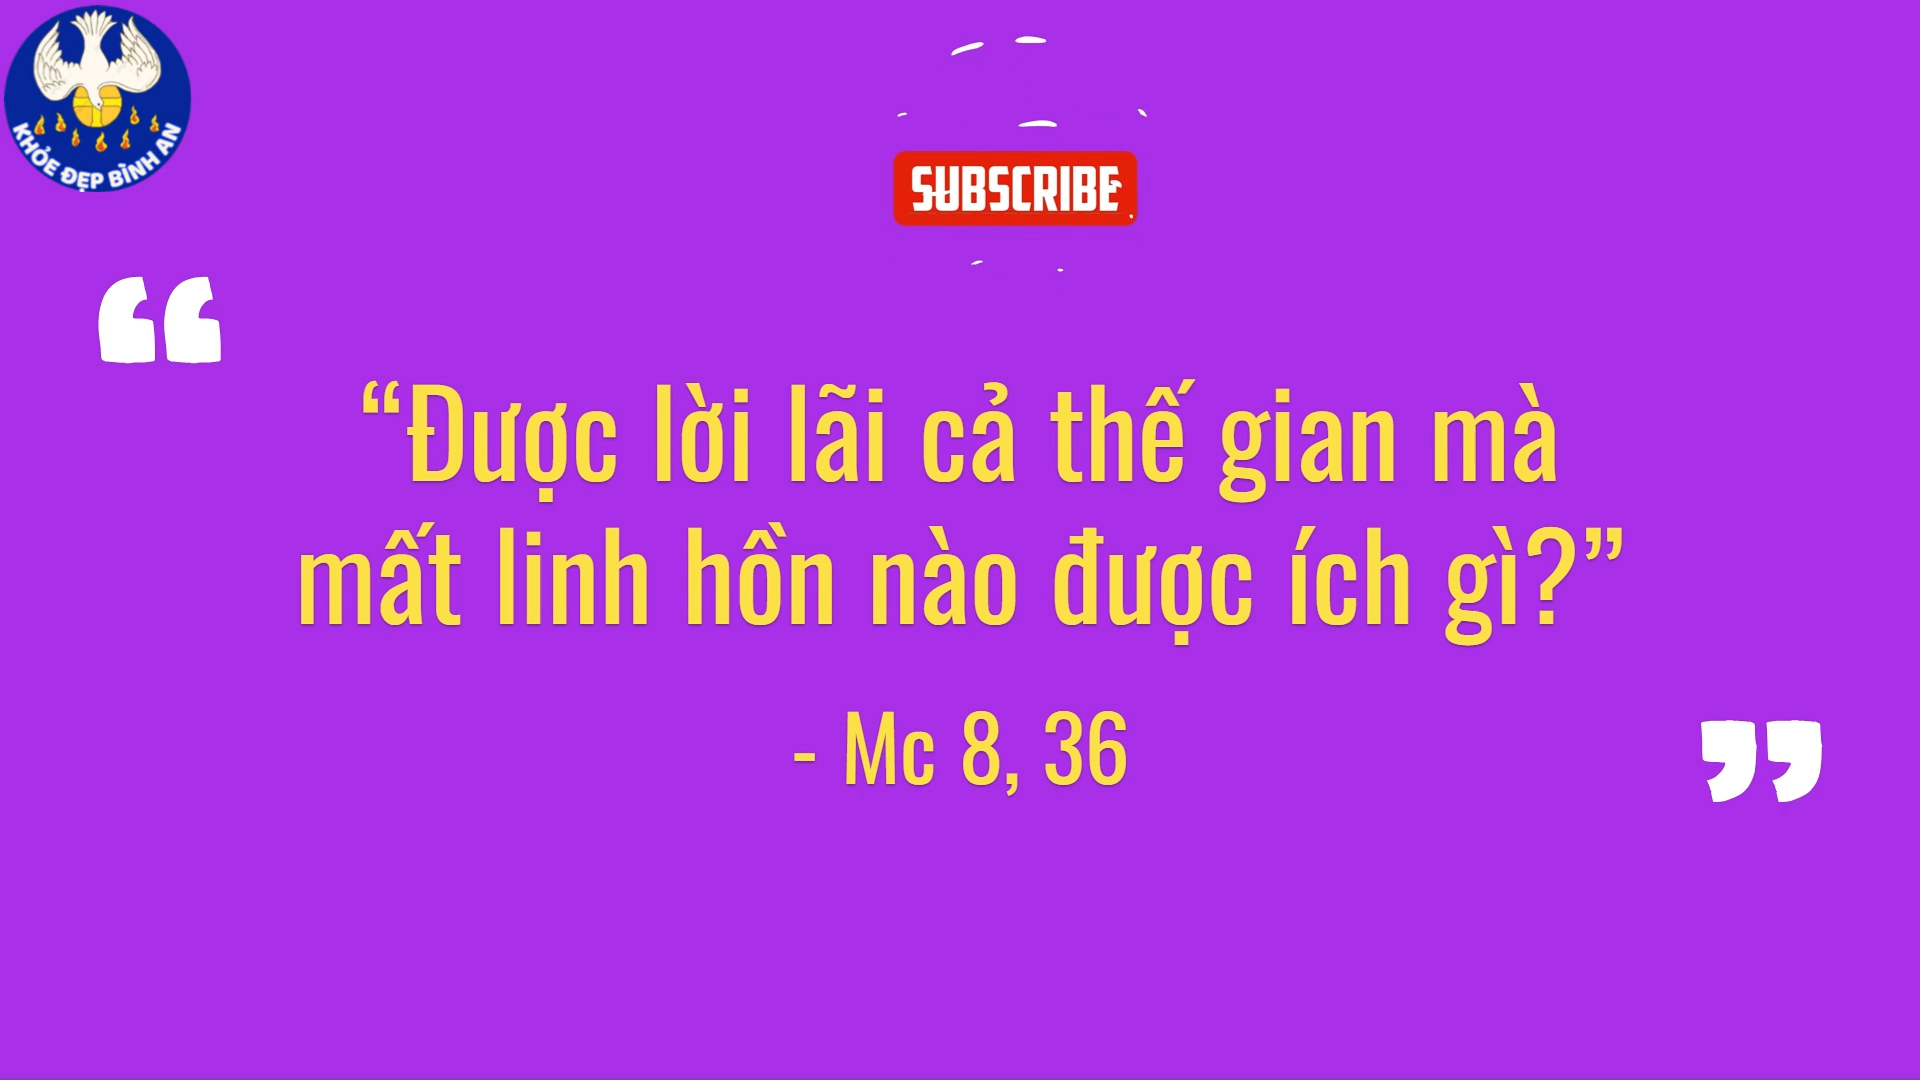 KHỎE ĐẸP BÌNH AN
SUBSCRIBE
“Được lời lãi cả thế gian mà
mất linh hồn nào được ích gì?”
- Mc 8, 36